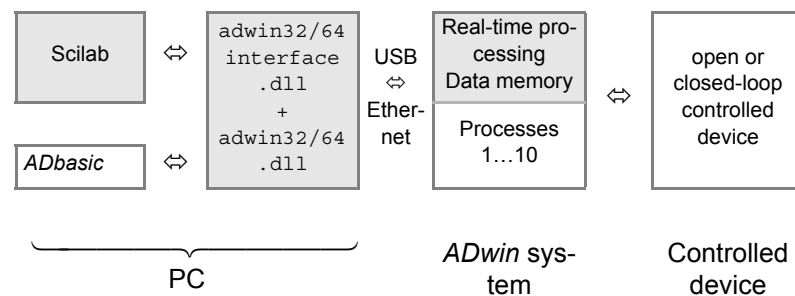 Scilab
⇔
adwin32/64
interface
.dll
+
adwin32/64
.dll
ADbasic
⇔
USB
⇔
Ether-
net
Real-time pro-
cessing
Data memory
Processes
1…10
⇔
open or
closed-loop
controlled
device
PC
ADwin sys-
tem
Controlled
device